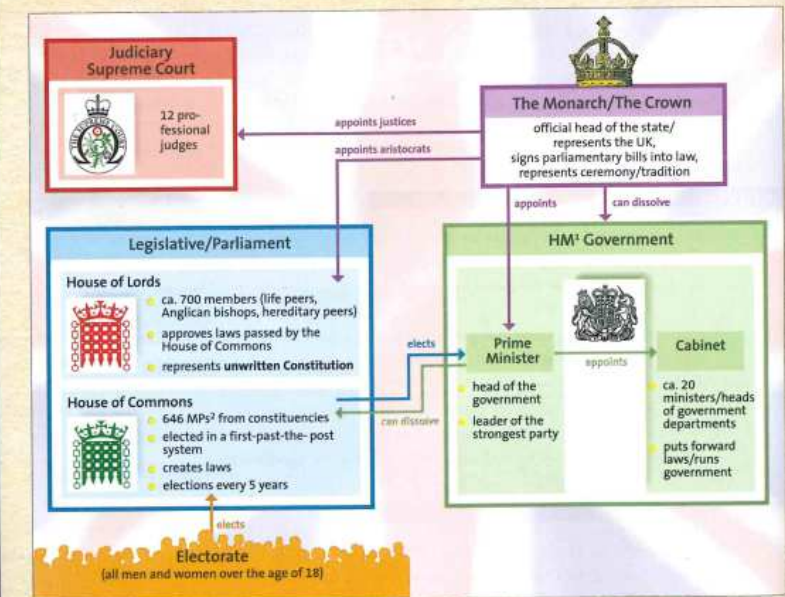 Judiciary
Supreme Court
12 pro-
fessional
judges
THE SUPREME COURT
appoints justices
appoints aristocrats
The Monarch/The Crown
official head of the state/
represents the UK,
signs parliamentary bills into law,
represents ceremony/tradition
appoints
can dissolve
Legislative/Parliament
House of Lords
ca. 700 members (life peers,
Anglican bishops, hereditary peers)
approves laws passed by the
House of Commons
represents unwritten Constitution
House of Commons
646 MPs² from constituencies
elected in a first-past-the-post
system
creates laws
elections every 5 years
elects
can dissolve
HM¹ Government
Prime
Minister
head of the
government
leader of the
strongest party
appoints
Cabinet
ca. 20
ministers/heads
of government
departments
puts forward
laws/runs
government
elects
Electorate
(all men and women over the age of 18)